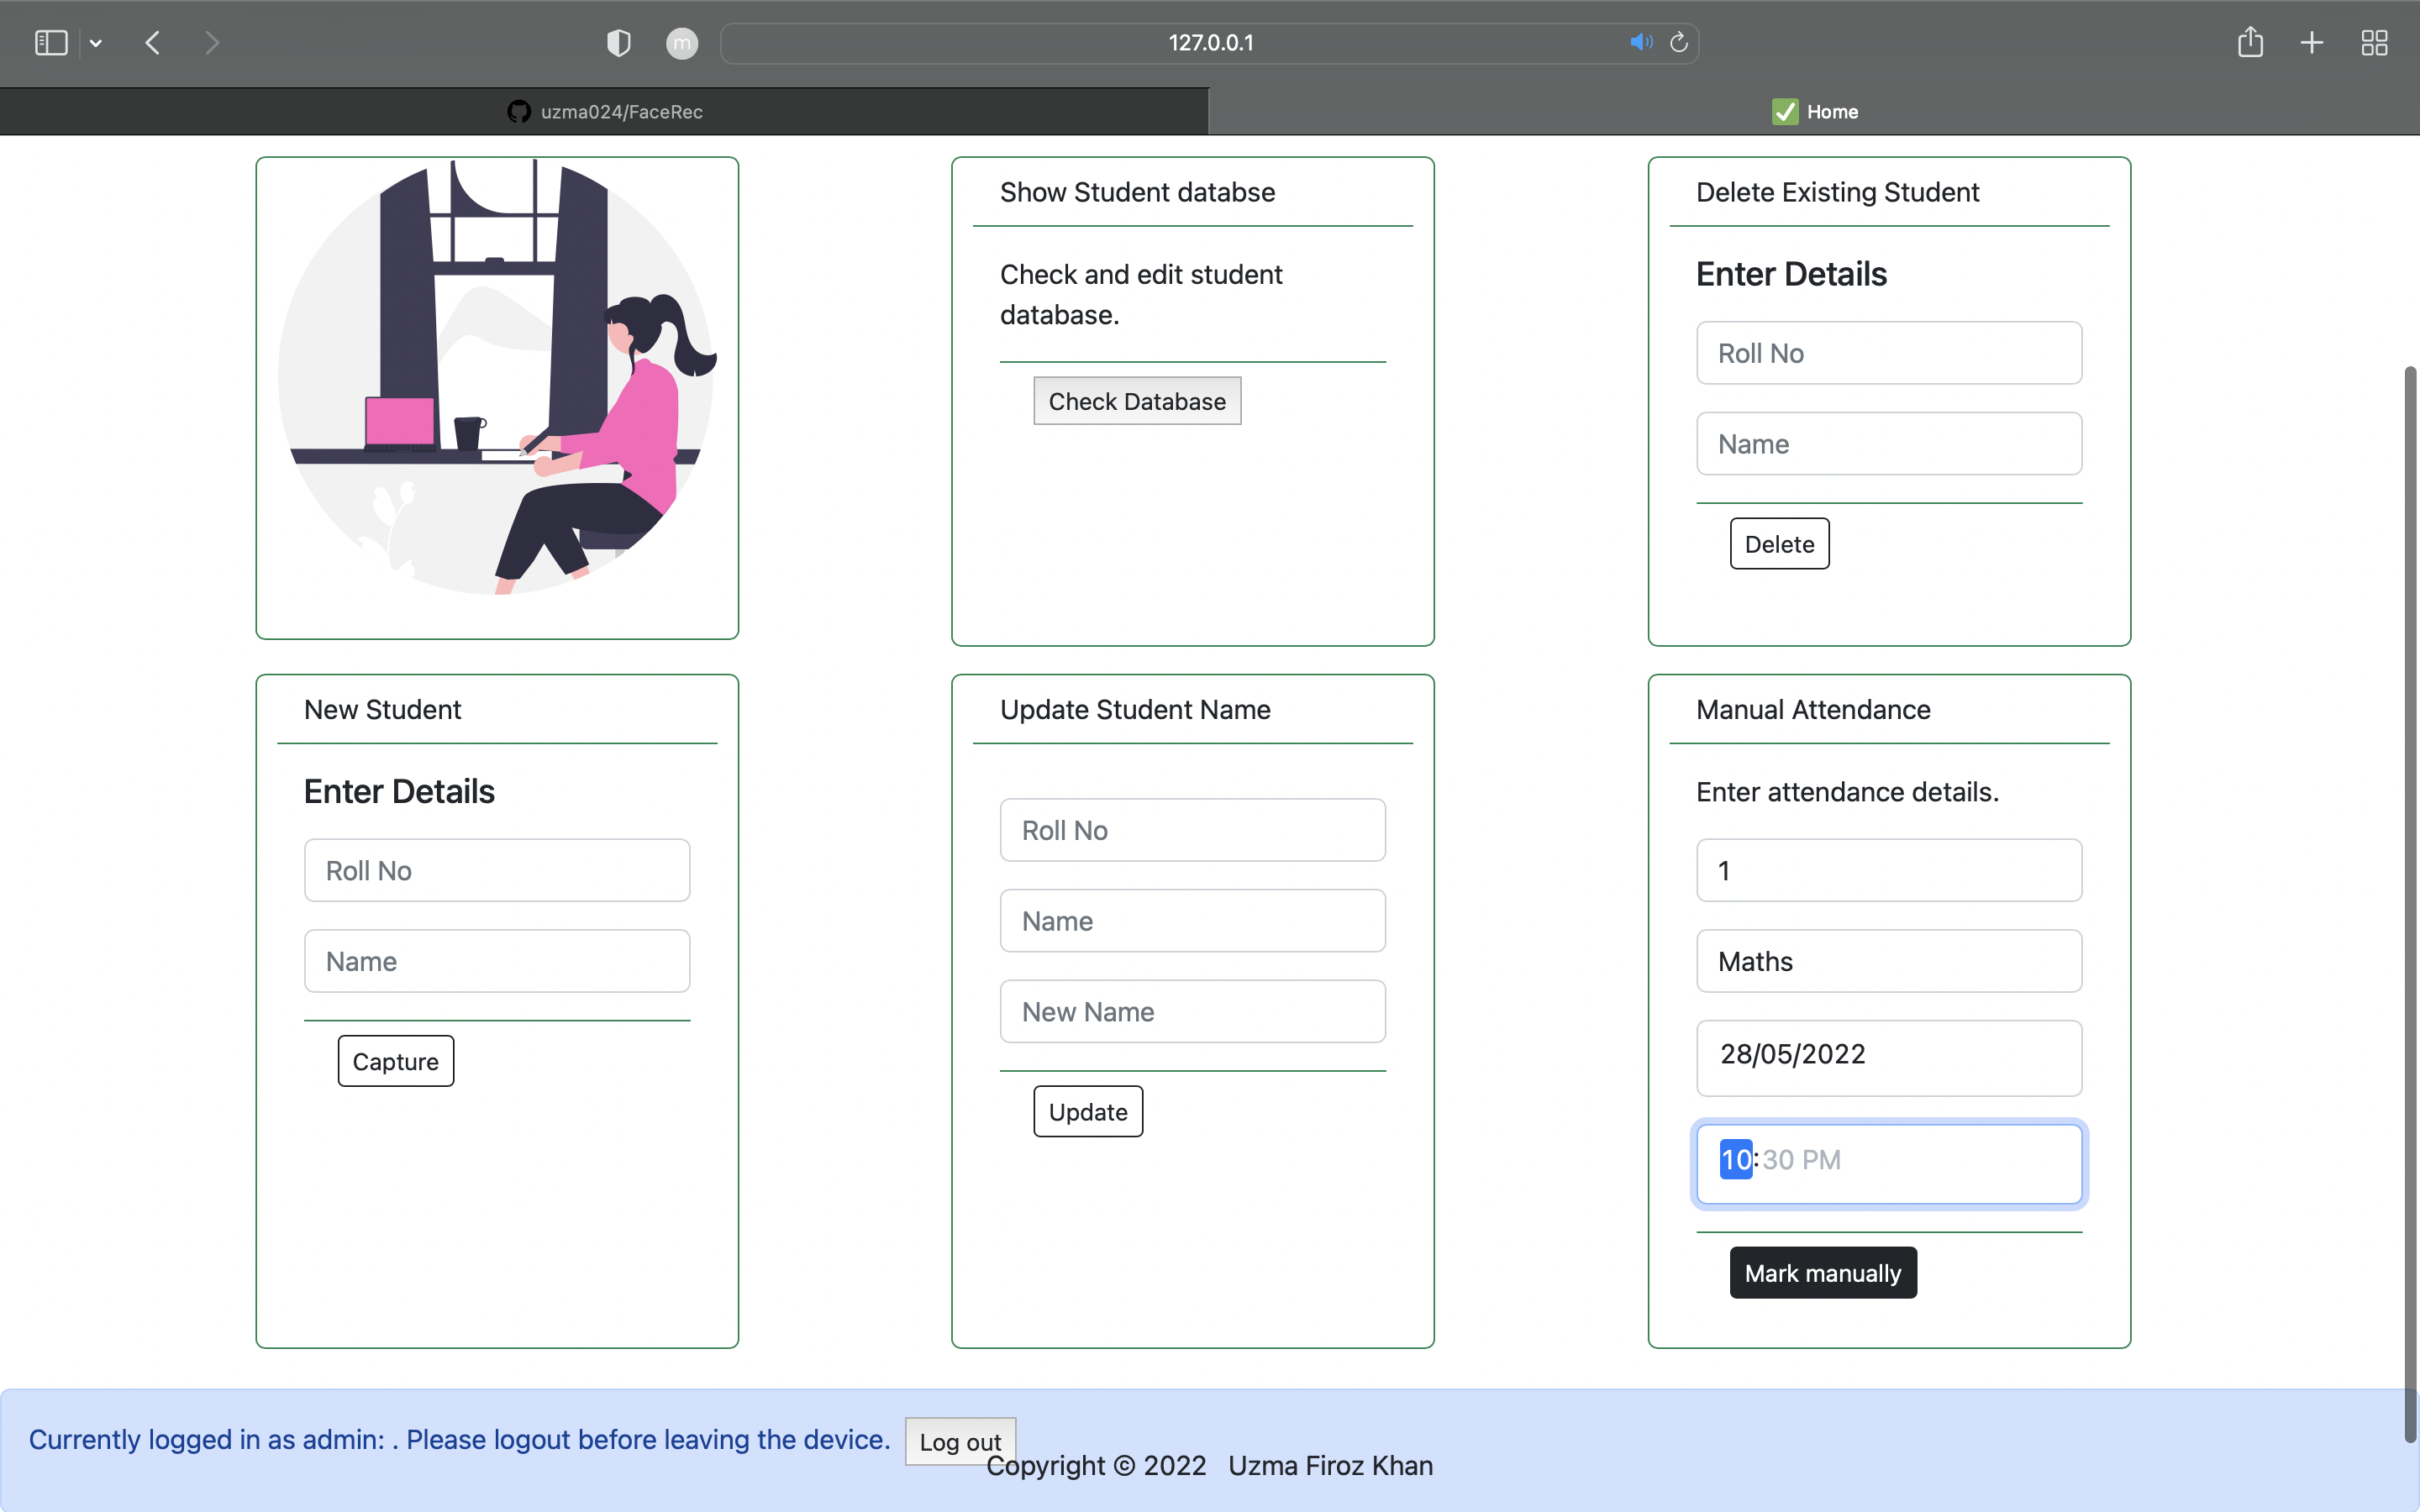 m
127.0.0.1
uzma024/FaceRec
Home
Show Student databse
Check and edit student
database.
Check Database
Delete Existing Student
Enter Details
Roll No
Name
Delete
New Student
Enter Details
Roll No
Name
Capture
Update Student Name
Roll No
Name
New Name
Update
Manual Attendance
Enter attendance details.
1
Maths
28/05/2022
10:30 PM
Mark manually
Currently logged in as admin: . Please logout before leaving the device. Log out
Copyright © 2022 Uzma Firoz Khan